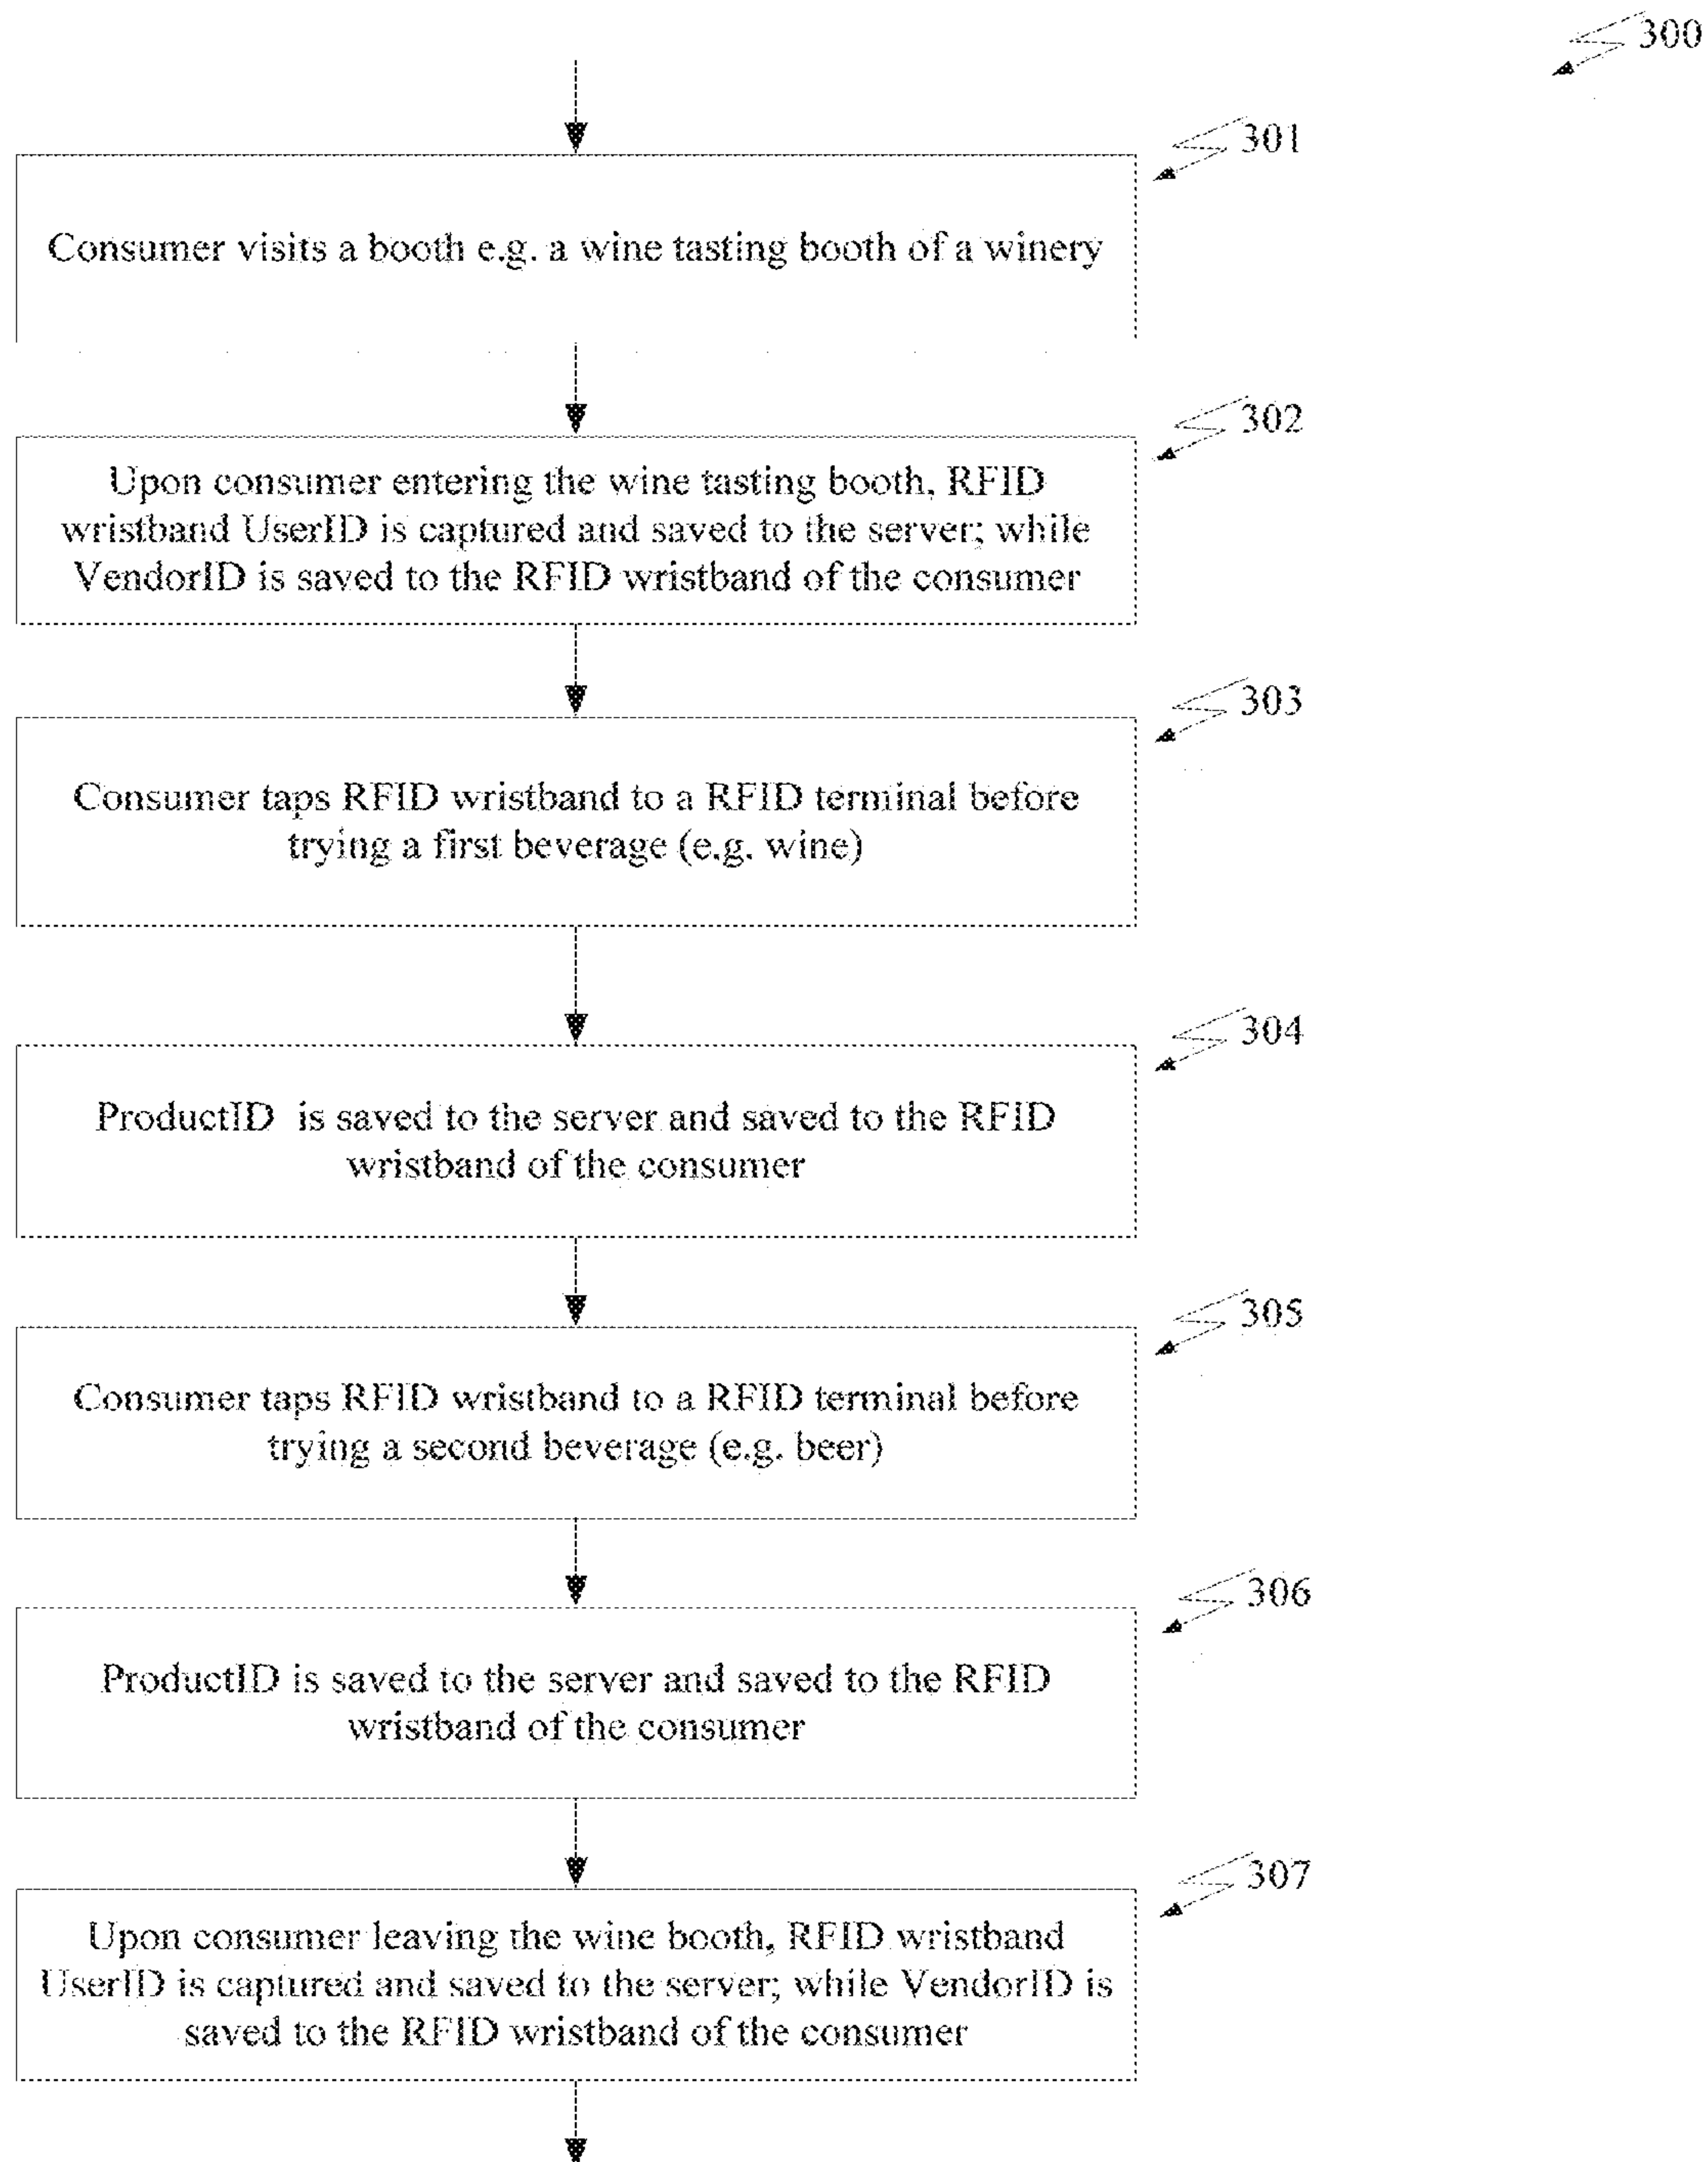 300
301
Consumer visits a booth e.g. a wine tasting booth of a winery
302
Upon consumer entering the wine tasting booth, RFID
wristband UserID is captured and saved to the server; while
VendorID is saved to the RFID wristband of the consumer
303
Consumer taps RFID wristband to a RFID terminal before
trying a first beverage (e.g. wine)
304
ProductID is saved to the server and saved to the RFID
wristband of the consumer
305
Consumer taps RFID wristband to a RFID terminal before
trying a second beverage (e.g. beer)
306
ProductID is saved to the server and saved to the RFID
wristband of the consumer
307
Upon consumer leaving the wine booth, RFID wristband
UserID is captured and saved to the server; while VendorID is
saved to the RFID wristband of the consumer